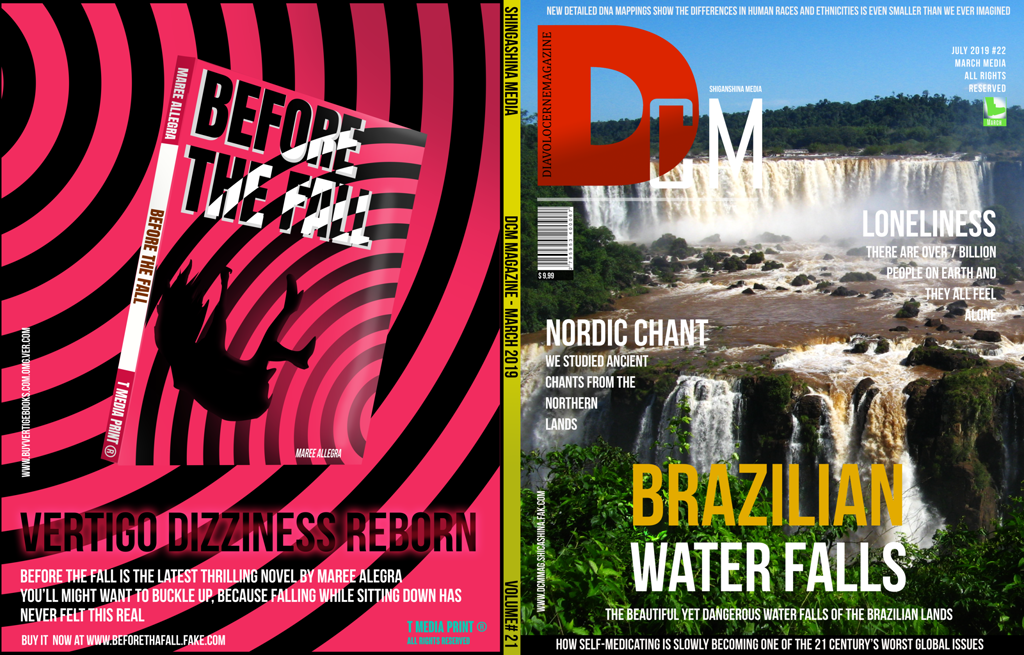 MAREE ALLEGRA
BEFORE THE FALL
T MEDIA PRINT ®
BEFORE
THE FALL
MAREE ALLEGRA
WWW.BUYVERTIGEBOOKS.COM.OMG.VER.COM
VERTIGO DIZZINESS REBORN
BEFORE THE FALL IS THE LATEST THRILLING NOVEL BY MAREE ALEGRA
YOU'LL MIGHT WANT TO BUCKLE UP, BECAUSE FALLING WHILE SITTING DOWN HAS
NEVER FELT THIS REAL
BUY IT NOW AT WWW.BEFORETHAFALL.FAKE.COM
T MEDIA PRINT ®
ALL RIGHTS RESERVED
SHINGASHINA MEDIA
DCM MAGAZINE - MARCH 2019
VOLUME# 21
NEW DETAILED DNA MAPPINGS SHOW THE DIFFERENCES IN HUMAN RACES AND ETHNICITIES IS EVEN SMALLER THAN WE EVER IMAGINED
DIAVOLOCERNEMAGAZINE
SHIGANSHINA MEDIA
DCM
JULY 2019 #22
MARCH MEDIA
ALL RIGHTS
RESERVED
MARCH
$ 9.99
LONELINESS
THERE ARE OVER 7 BILLION
PEOPLE ON EARTH AND
THEY ALL FEEL
ALONE
NORDIC CHANT
WE STUDIED ANCIENT
CHANTS FROM THE
NORTHERN
LANDS
WWW.DCMMAG.SHICASHINA.FAK.COM
BRAZILIAN
WATER FALLS
THE BEAUTIFUL YET DANGEROUS WATER FALLS OF THE BRAZILIAN LANDS
HOW SELF-MEDICATING IS SLOWLY BECOMING ONE OF THE 21 CENTURY'S WORST GLOBAL ISSUES